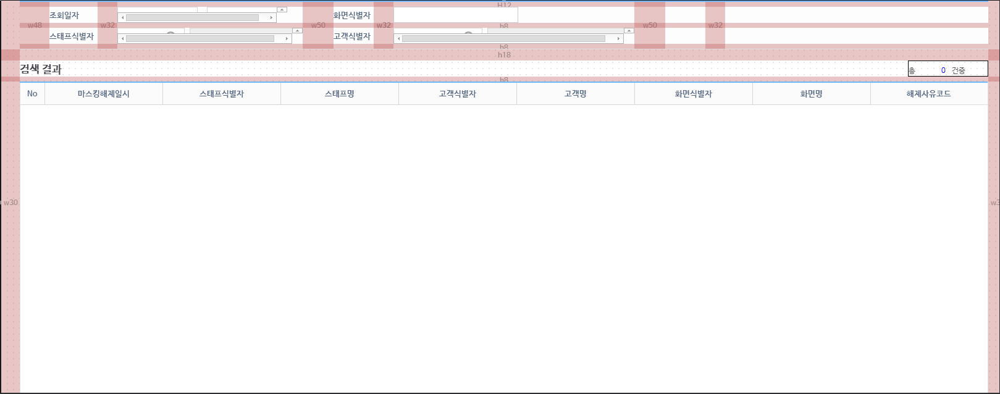 H12
조회일자 화면식별자
w48 w32 w50 w32 h8 w50 w32
스태프식별자 고객식별자
h8
h18
검색 결과 총 0 건중
h8
No 마스킹해제일시 스태프식별자 스태프명 고객식별자 고객명 화면식별자 화면명 해제사유코드
w30 w3